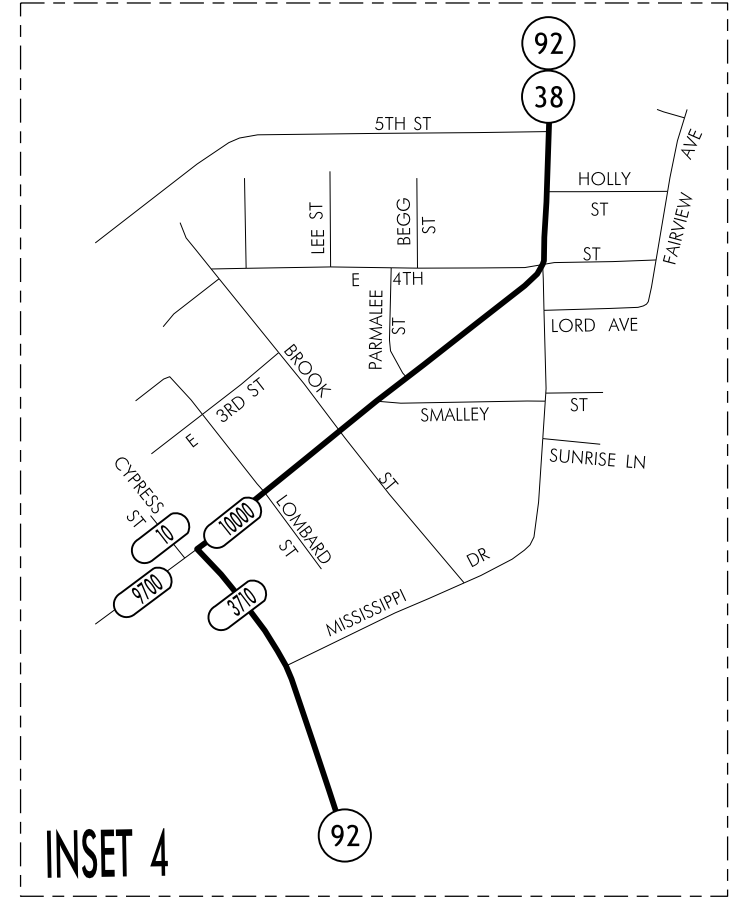 92
38
5TH ST
AVE
HOLLY
ST
FAIRVIEW
LEE ST
BEGG
ST
ST
E 4TH
PARMALEE
ST
LORD AVE
BROOK
3RD ST
E
SMALLEY
ST
SUNRISE LN
CYPRESS
ST
ST
10
10000
LOMBARD
ST
9700
3710
DR
MISSISSIPPI
92
INSET 4